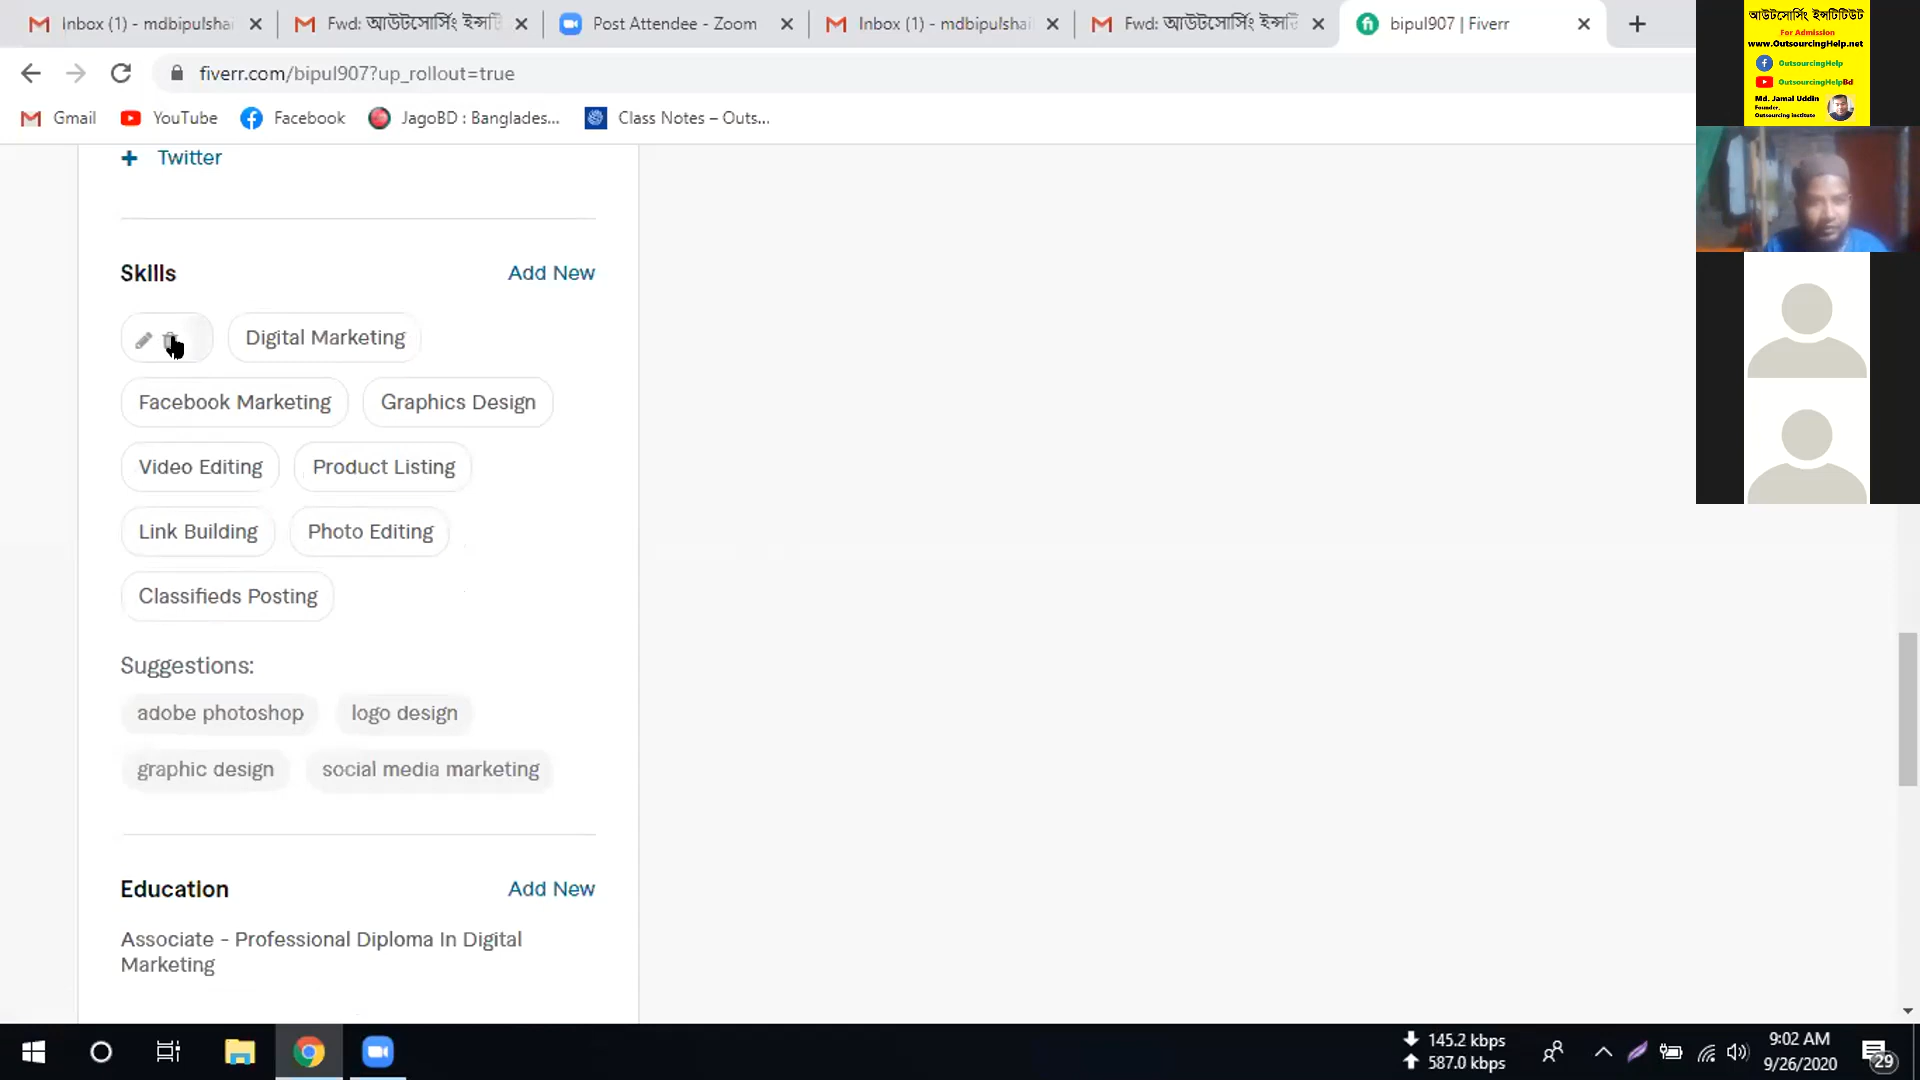 Inbox (1) - mdbipulsha
Fwd: আউটসোর্সিং ইন্সটি
Post Attendee - Zoom
Inbox (1) - mdbipulshai
Fwd: আউটসোর্সিং ইন্সটি
bipul907 | Fiverr
fiverr.com/bipul907?up_rollout=true
Gmail
YouTube
Facebook
JagoBD : Banglades...
Class Notes – Outs...
আউটসোর্সিং ইন্সটিটিউট
For Admission
www.OutsourcingHelp.net
OutsourcingHelp
OutsourcingHelpBd
Md. Jamal Uddin
Founder,
Outsourcing Institute
+ Twitter
Skills
Add New
Digital Marketing
Facebook Marketing
Graphics Design
Video Editing
Product Listing
Link Building
Photo Editing
Classifieds Posting
Suggestions:
adobe photoshop
logo design
graphic design
social media marketing
Education
Add New
Associate - Professional Diploma In Digital
Marketing
145.2 kbps
587.0 kbps
9:02 AM
9/26/2020
29